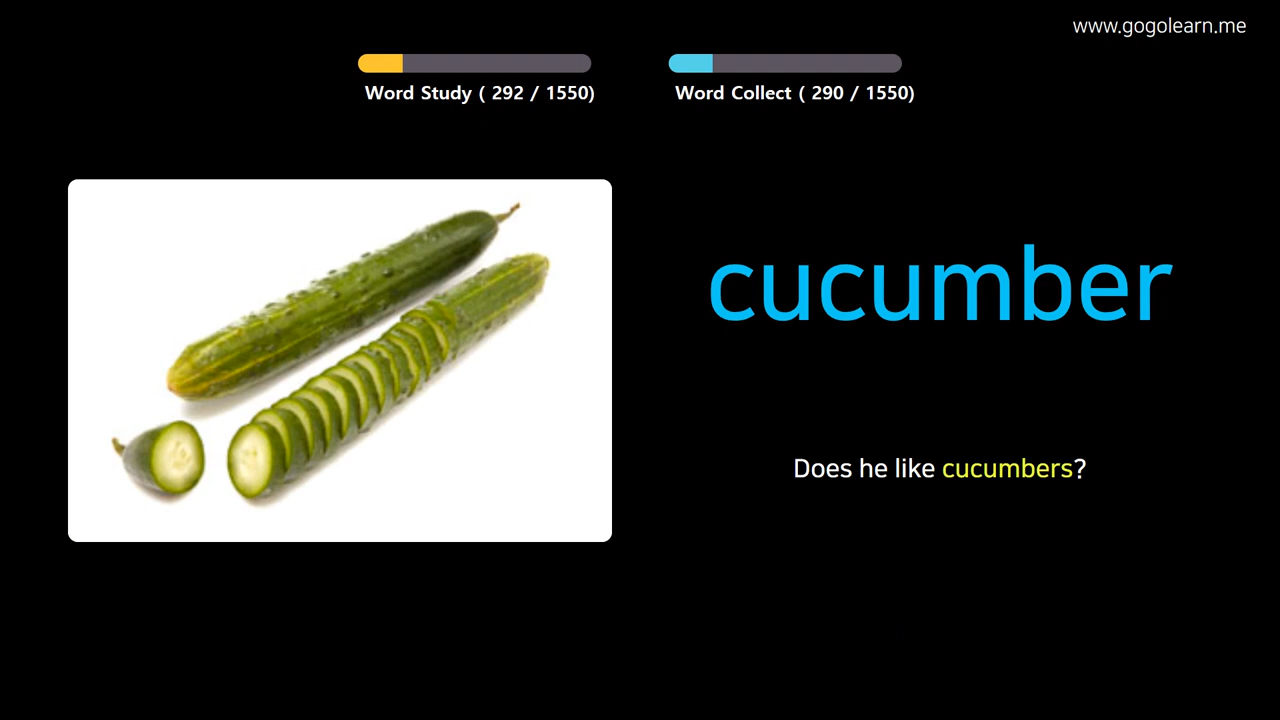 www.gogolearn.me
Word Study ( 292 / 1550)
Word Collect ( 290 / 1550)
cucumber
Does he like cucumbers?